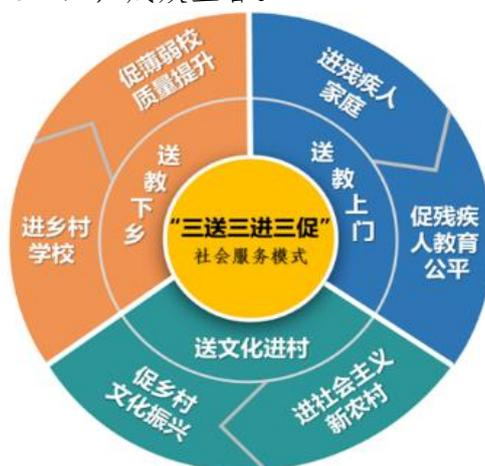 "三送三进三促"
社会服务模式
送教下乡
进乡村
学校
促薄弱校
质量提升
送教上门
进残疾人
家庭
促残疾
人教育
公平
送文化进村
进社会主义
新农村
促乡村
文化振兴